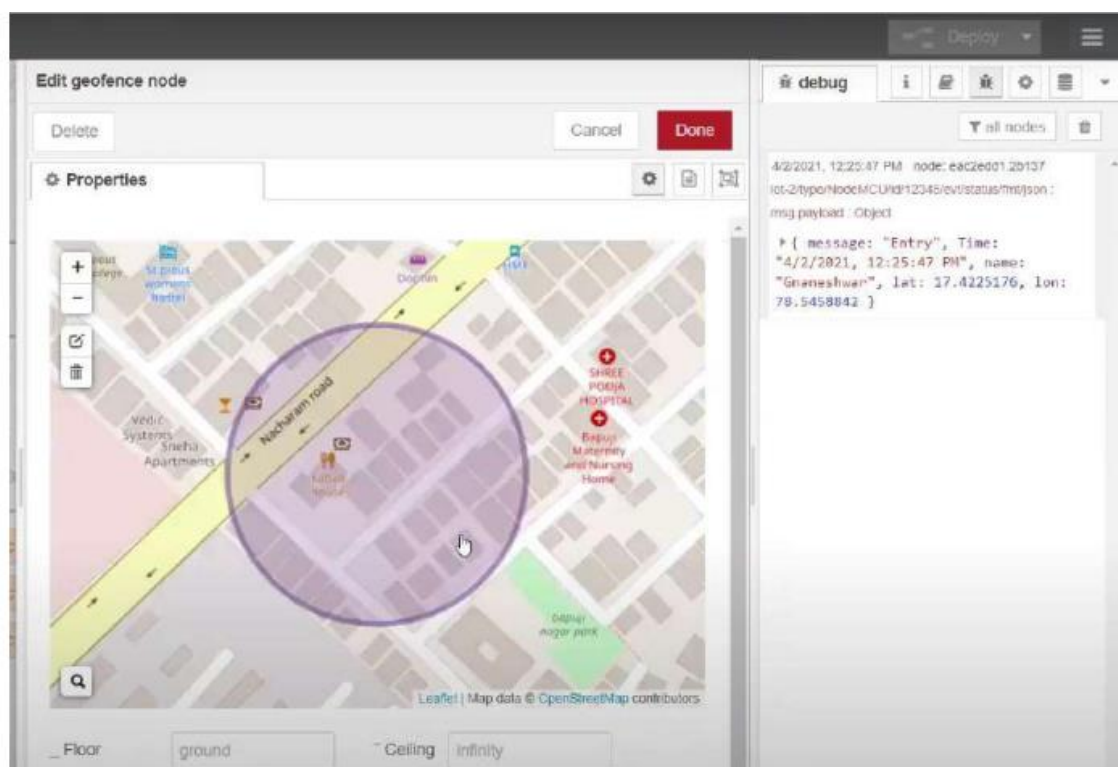 Deploy
Edit geofence node
Delete
Cancel
Done
Properties
debug
i
all nodes
4/2/2021, 12:25:47 PM node: eac2edd1.2b137
iot-2/type/NodeMCU/id/12345/evt/status/fmt/json :
msg.payload : Object
{ message: "Entry", Time:
"4/2/2021, 12:25:47 PM", name:
"Gnaneshwar", lat: 17.4225176, lon:
78.5458842 }
+
−
St pious
womens
hostel
Dolphin
Nacharam road
SHREE
POOJA
HOSPITAL
Bapuji
Maternity
and Nursing
Home
Vedic
Systems
Sneha
Apartments
house
bapuji
nagar park
Leaflet | Map data © OpenStreetMap contributors
Floor
ground
Ceiling
infinity